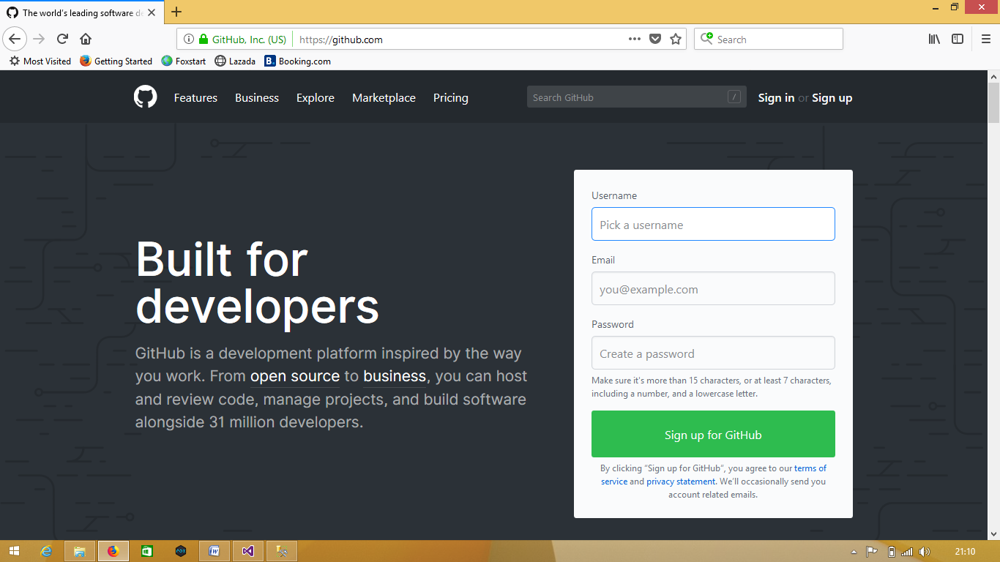 The world's leading software de
GitHub, Inc. (US)
https://github.com
Search
Most Visited
Getting Started
Foxstart
Lazada
B.
Booking.com
Features
Business
Explore
Marketplace
Pricing
Search GitHub
/
Sign in or Sign up
Built for
developers
GitHub is a development platform inspired by the way
you work. From open source to business, you can host
and review code, manage projects, and build software
alongside 31 million developers.
Username
Pick a username
Email
you@example.com
Password
Create a password
Make sure it's more than 15 characters, or at least 7 characters,
including a number, and a lowercase letter.
Sign up for GitHub
By clicking “Sign up for GitHub”, you agree to our terms of
service and privacy statement. We’ll occasionally send you
account related emails.
nox
W
21:10